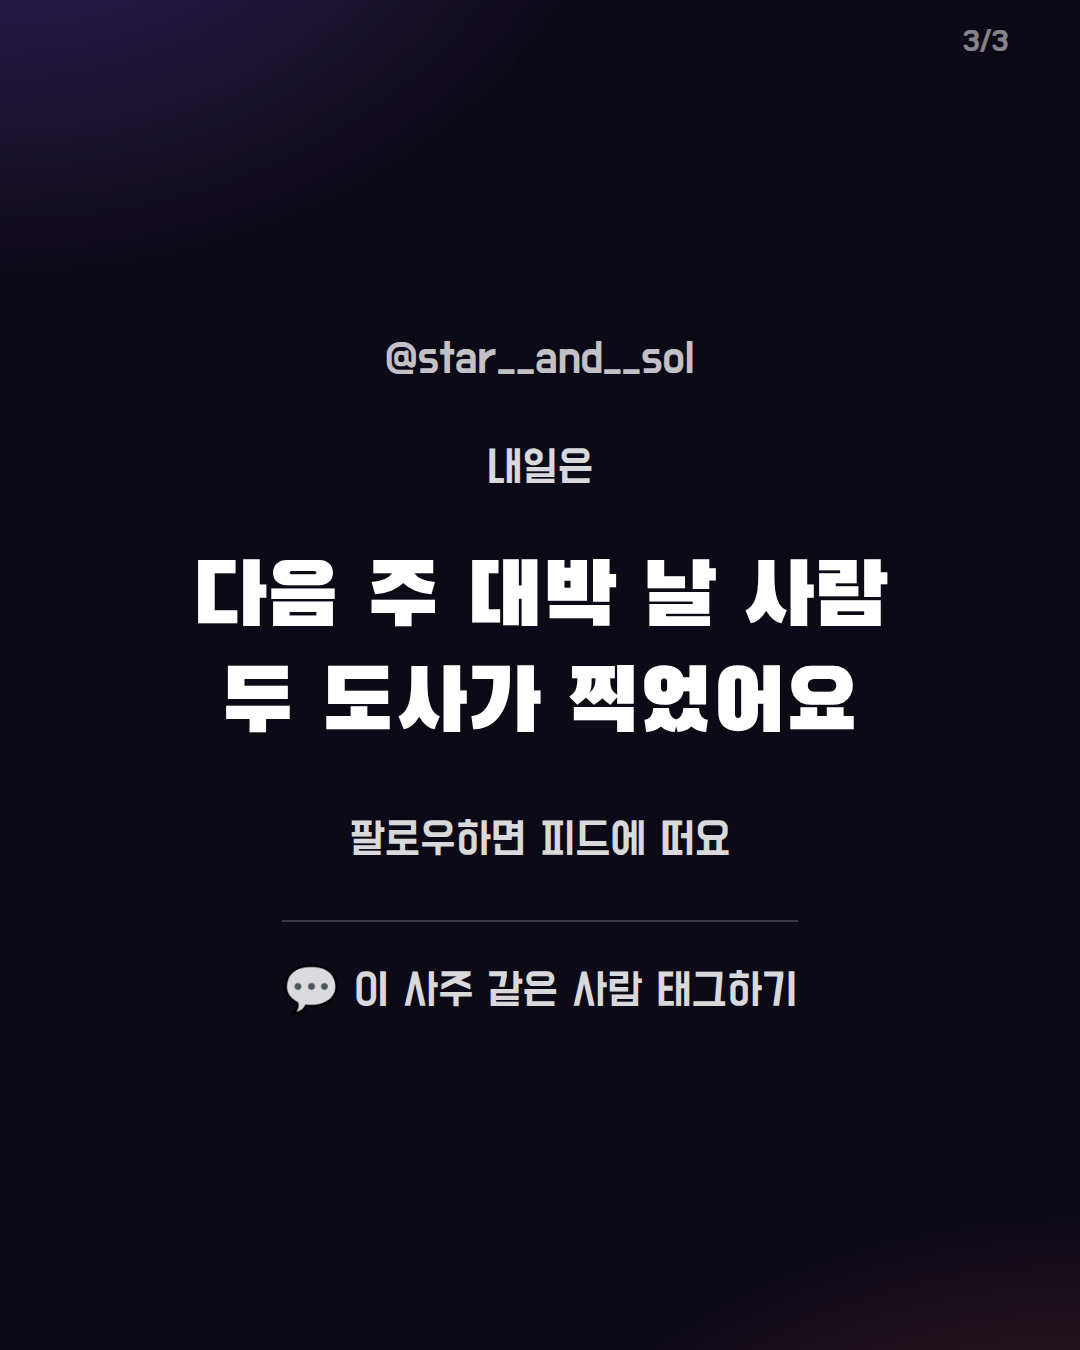 3/3
@star__and__sol
내일은
다음 주 대박 날 사람
두 도사가 찍었어요
팔로우하면 피드에 떠요
💬 이 사주 같은 사람 태그하기